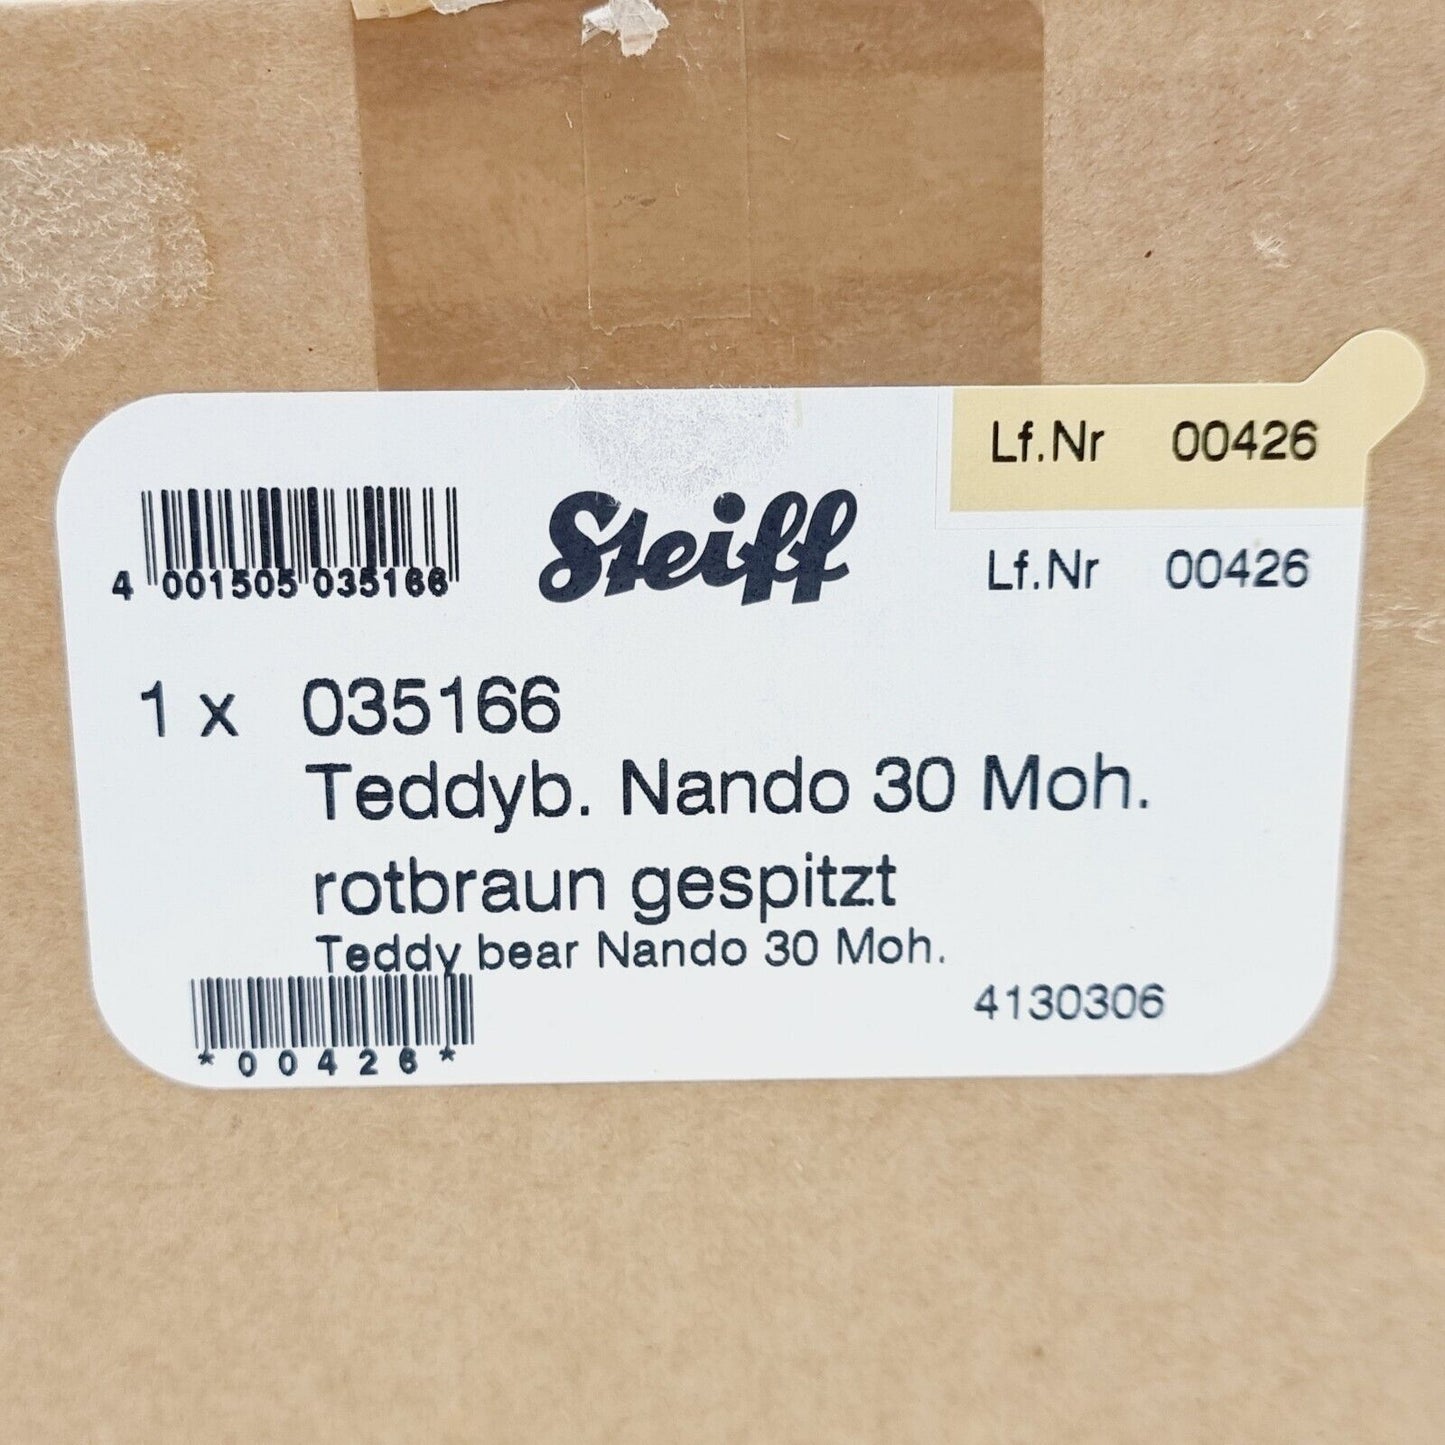 Lf.Nr 00426
Steiff
4 001505 035166
Lf.Nr 00426
1 x 035166
Teddyb. Nando 30 Moh.
rotbraun gespitzt
Teddy bear Nando 30 Moh.
4130306
*00426*